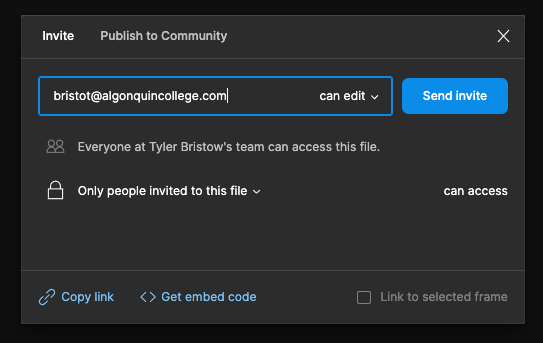 Invite Publish to Community
bristot@algonquincollege.com can edit Send invite
Everyone at Tyler Bristow's team can access this file.
Only people invited to this file can access
Copy link Get embed code Link to selected frame